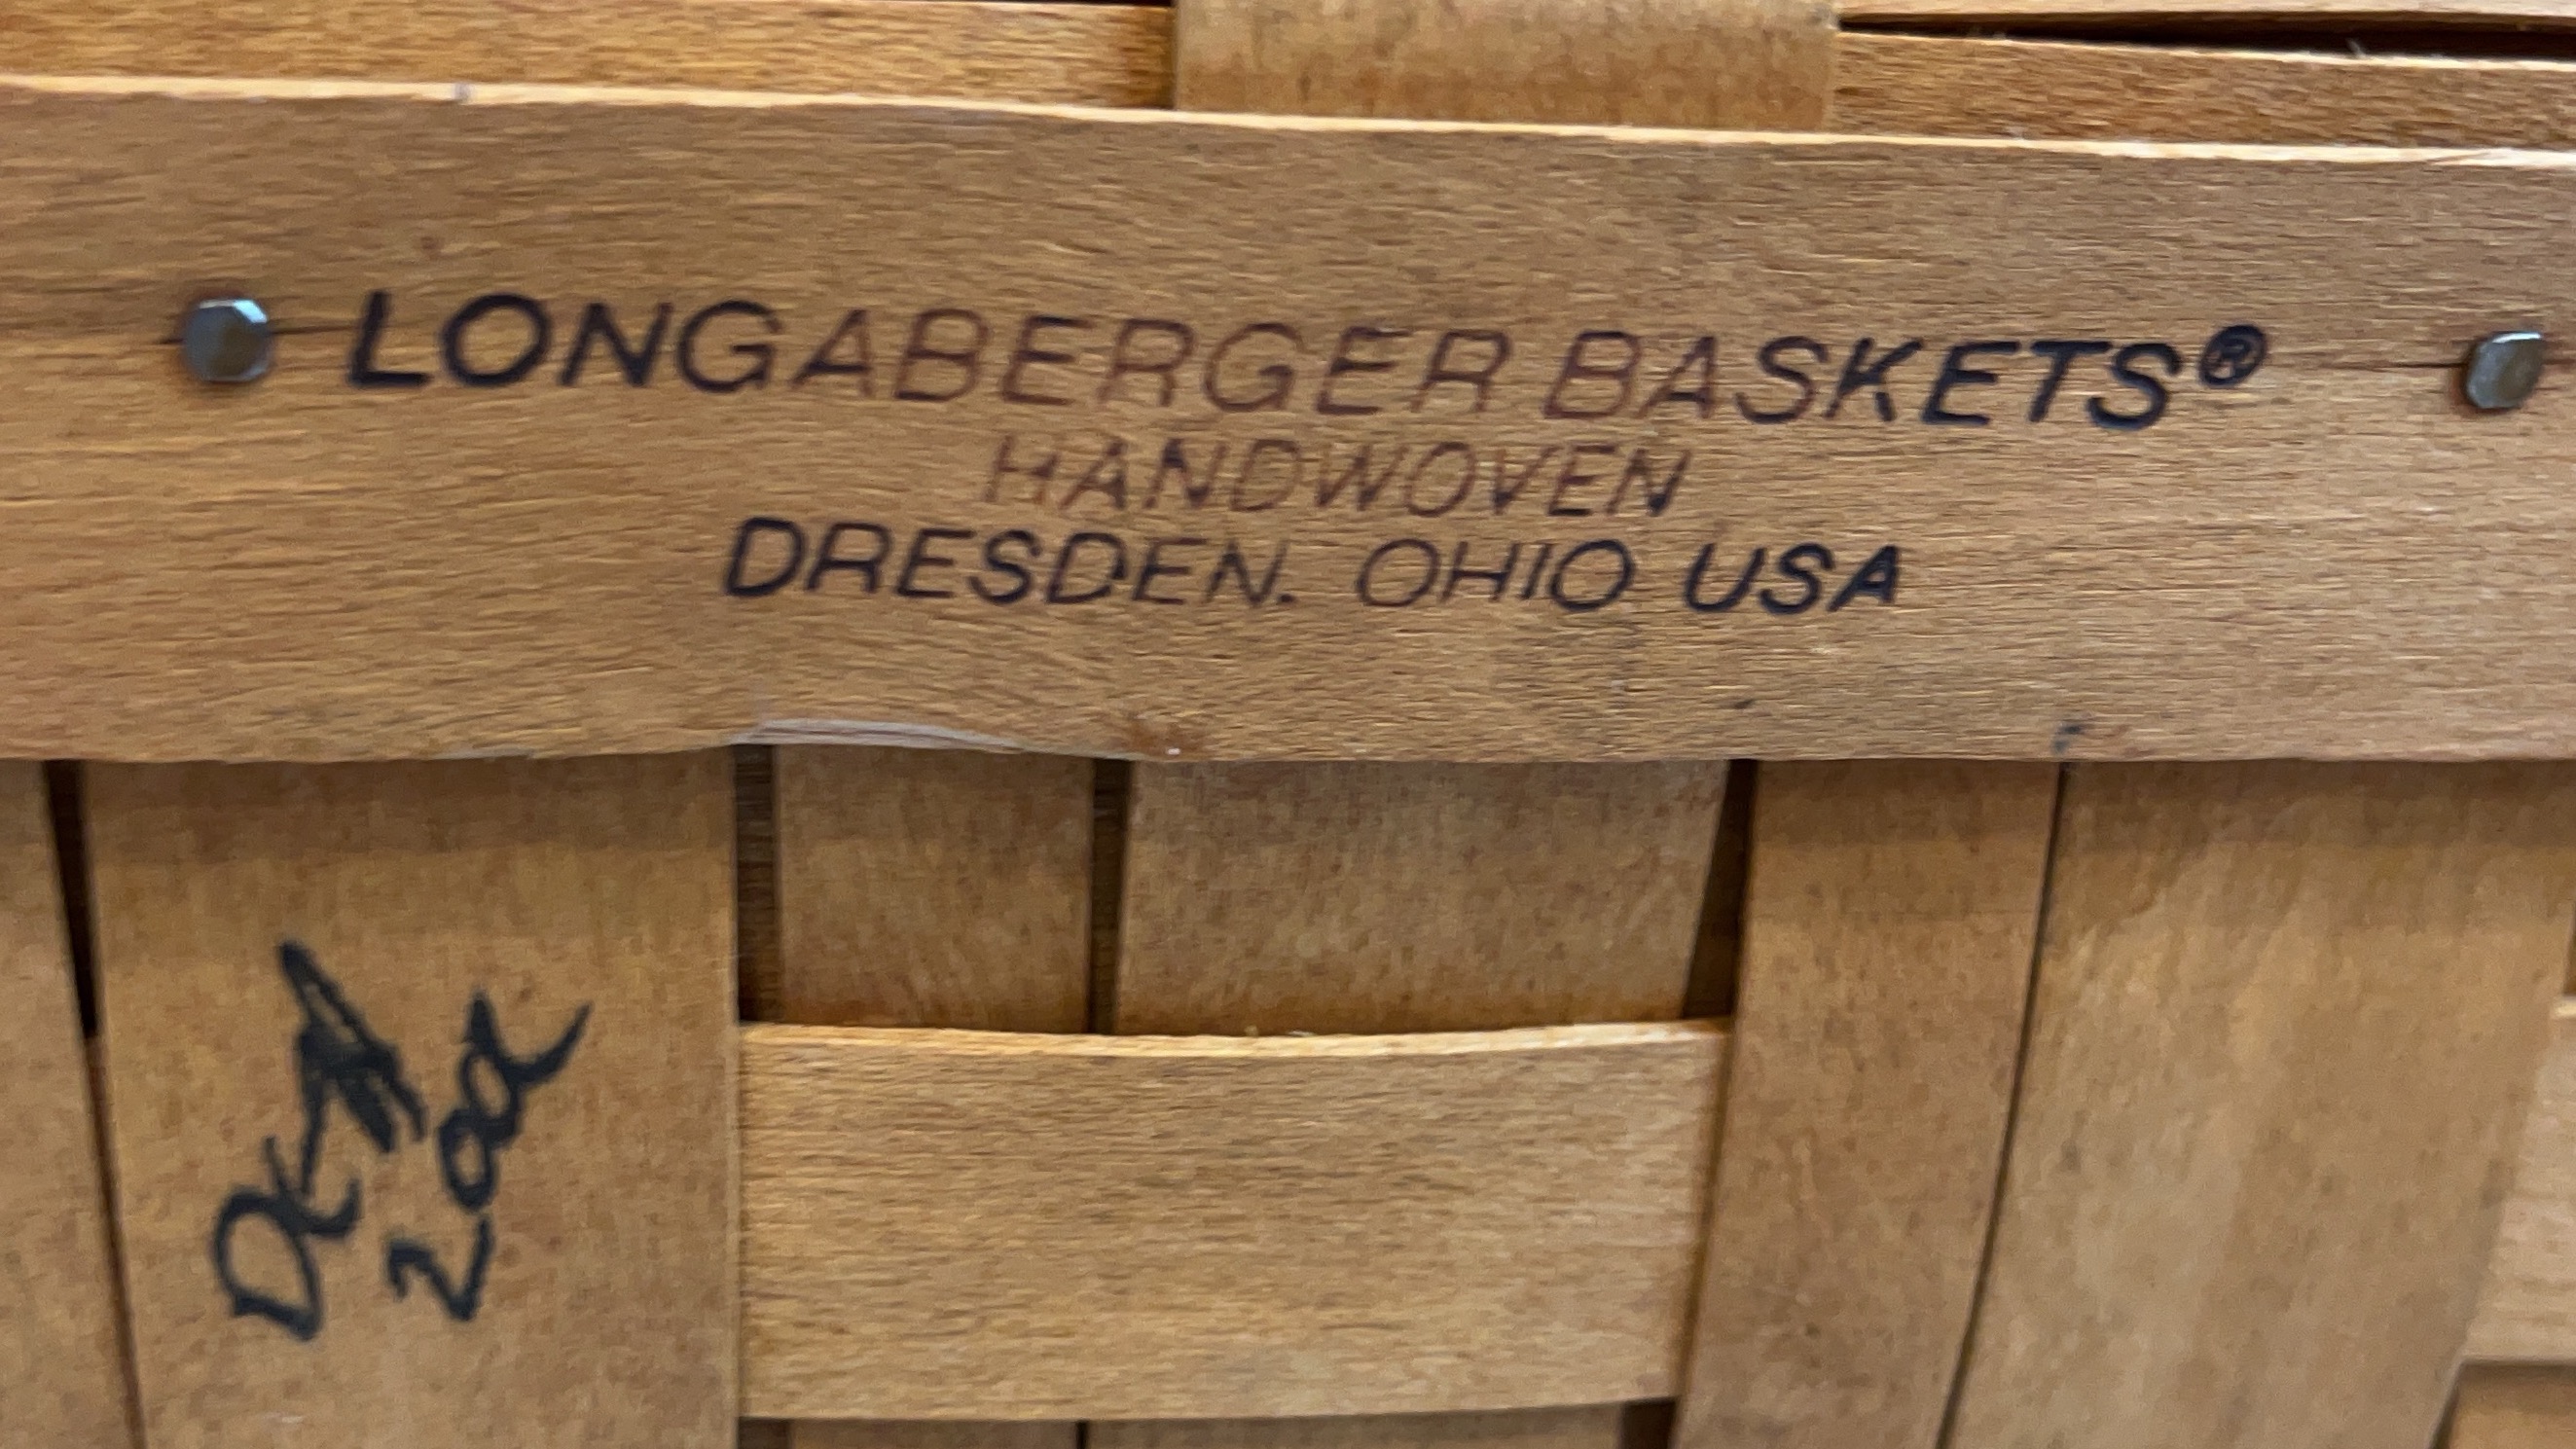 LONGABERGER BASKETS®
HANDWOVEN
DRESDEN. OHIO USA